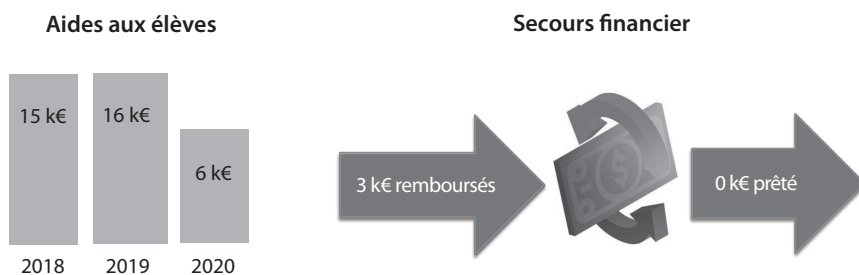 Aides aux élèves
15 k€
16 k€
6 k€
2018
2019
2020
Secours financier
3 k€ remboursés
$
0 k€ prêté